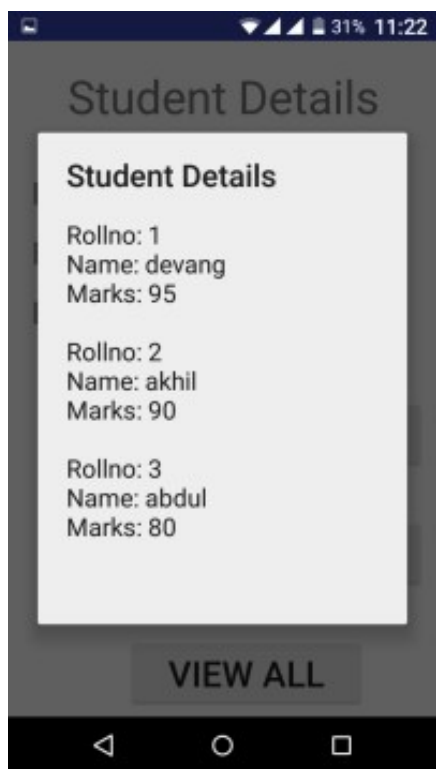 31% 11:22
Student Details
Student Details
Rollno: 1
Name: devang
Marks: 95
Rollno: 2
Name: akhil
Marks: 90
Rollno: 3
Name: abdul
Marks: 80
VIEW ALL